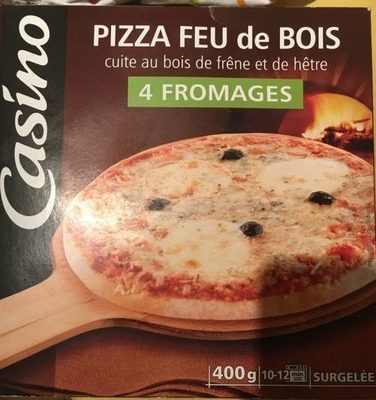 Casino
PIZZA FEU de BOIS
cuite au bois de frêne et de hêtre
4 FROMAGES
400g 10-12 min SURGELÉE